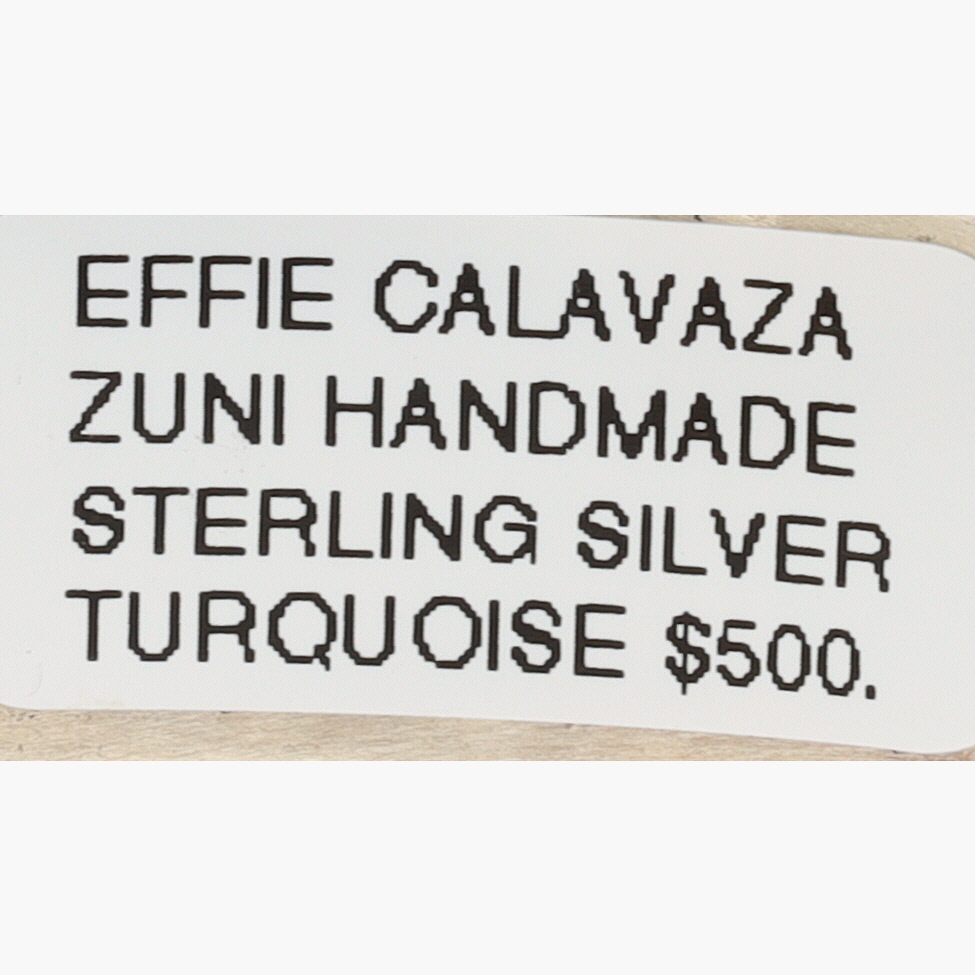 EFFIE CALAVAZA
ZUNI HANDMADE
STERLING SILVER
TURQUOISE $500.